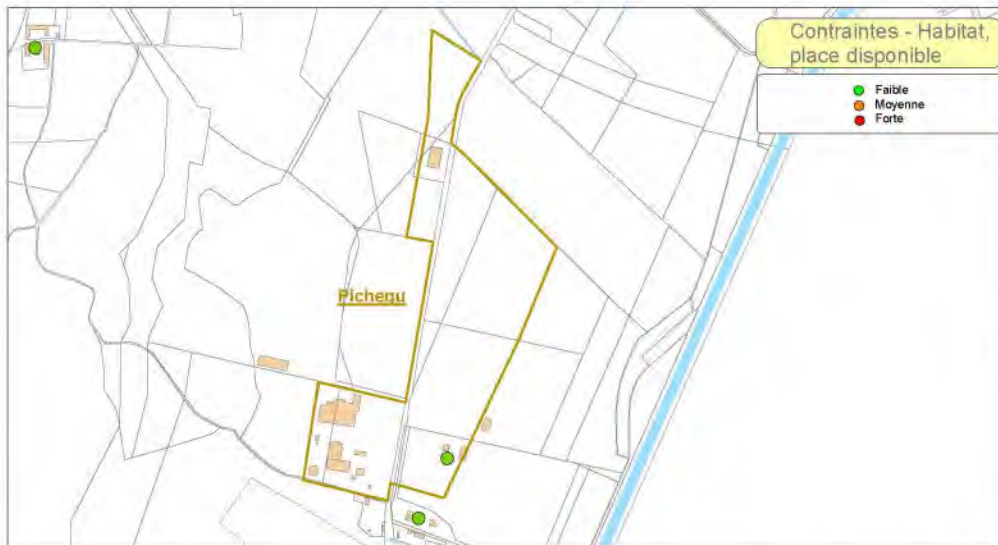 Contraintes - Habitat,
place disponible
Faible
Moyenne
Forte
Pichegu